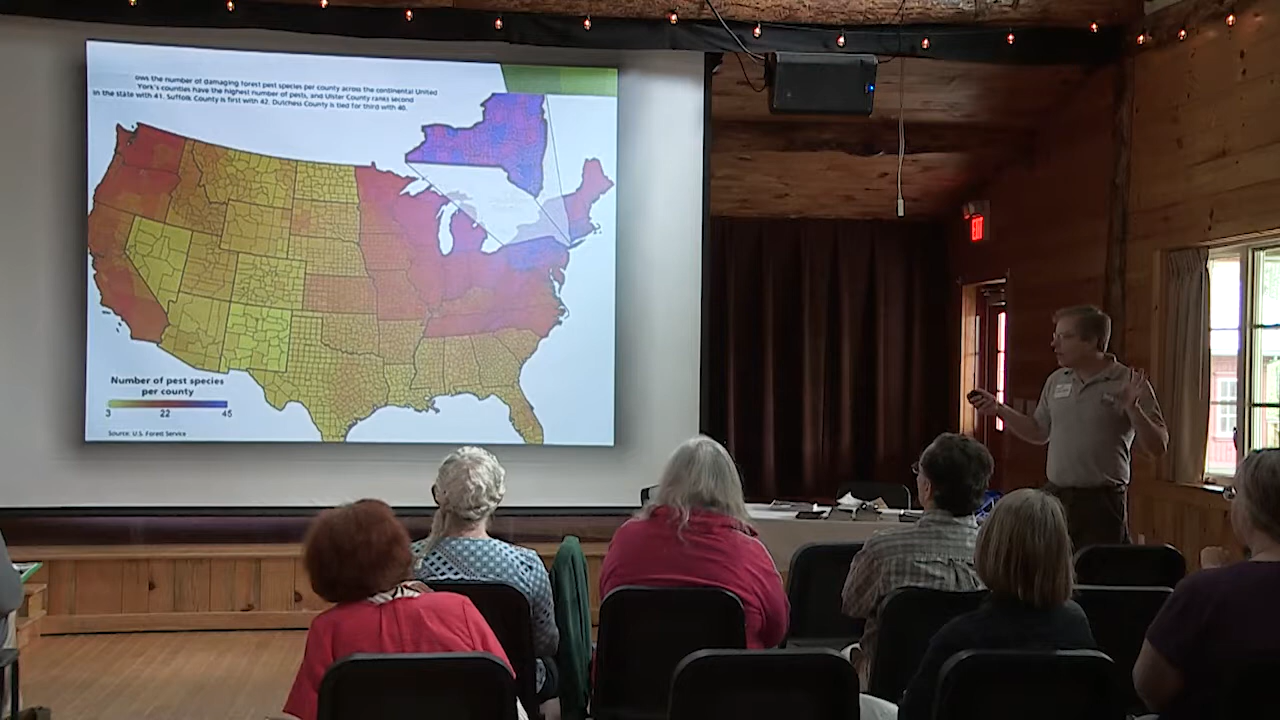 ows the number of damaging forest pest species per county across the continental United
York's counties have the highest number of pests, and Ulster County ranks second
in the state with 41. Suffolk County is first with 42. Dutchess County is tied for third with 40.
Number of pest species
per county
3 22 45
Source: U.S. Forest Service
EXIT